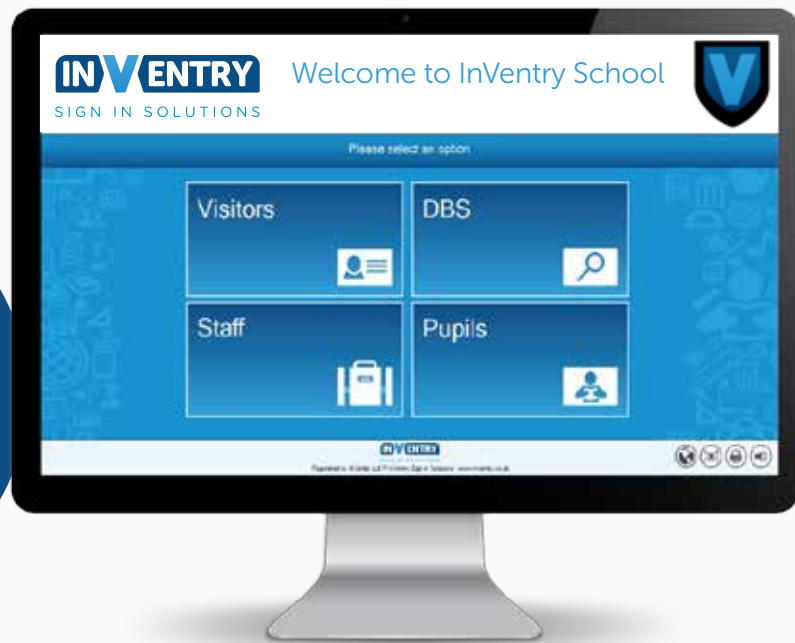 INVENTRY
SIGN IN SOLUTIONS
Welcome to InVentry School
V
Please select an option
Visitors
DBS
Staff
Pupils
INVENTRY